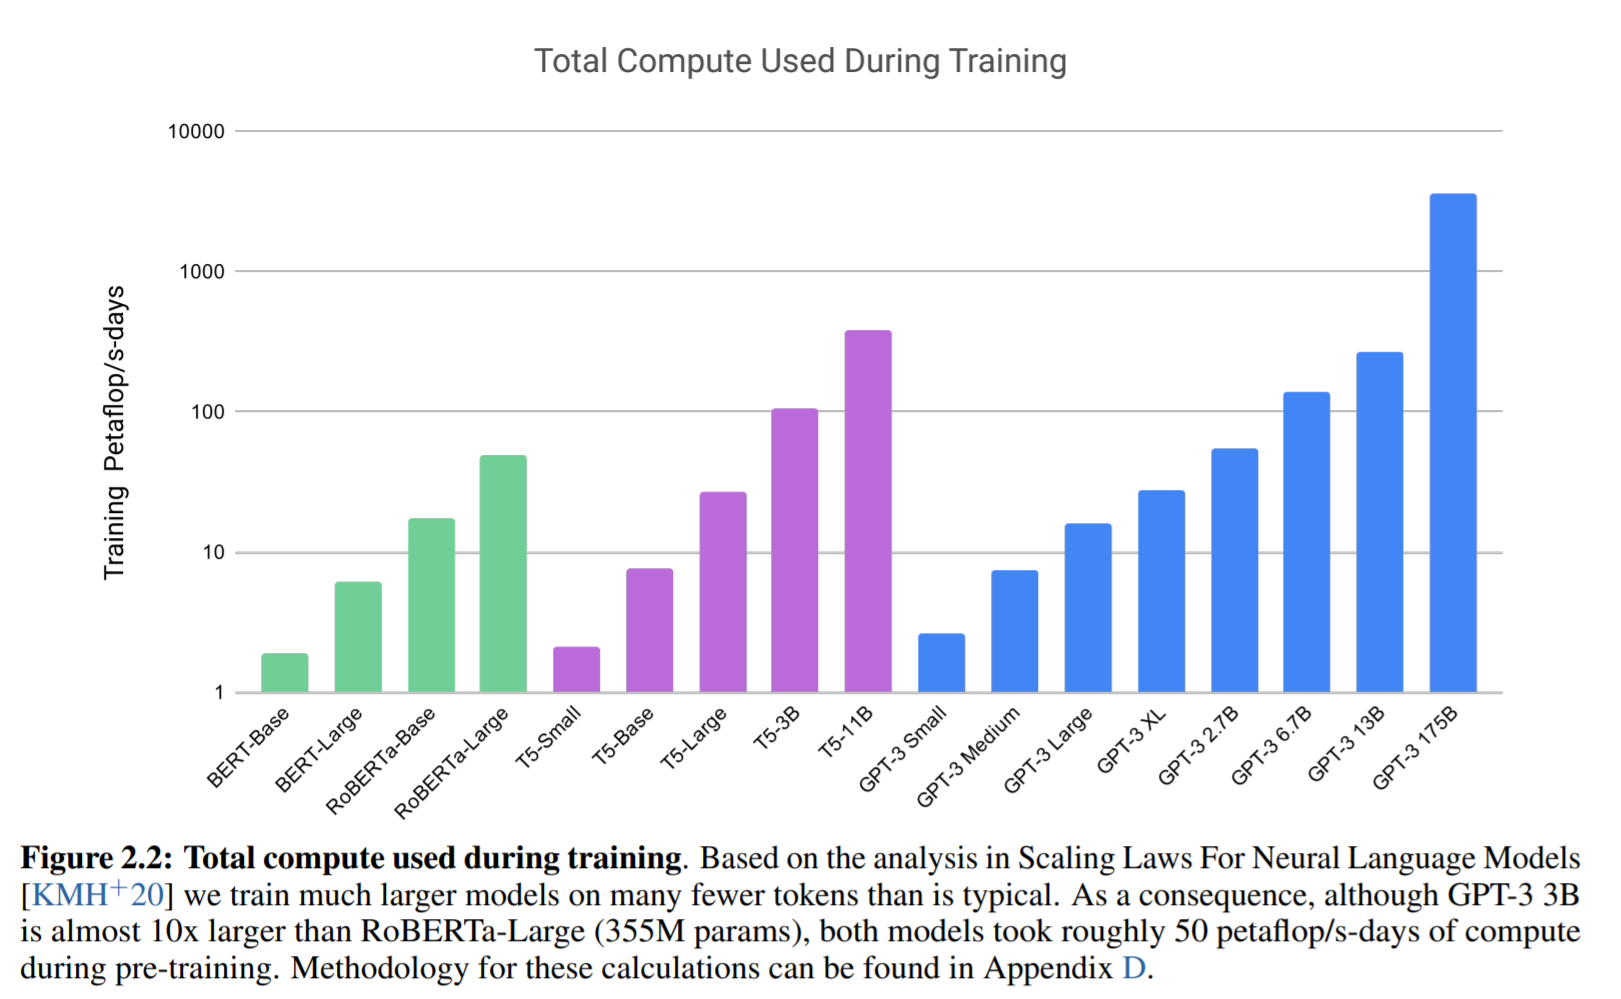 Total Compute Used During Training
10000
1000
100
10
1
Training Petaflop/s-days
BERT-Base
BERT-Large
RoBERTa-Base
RoBERTa-Large
T5-Small
T5-Base
T5-Large
T5-3B
T5-11B
GPT-3 Small
GPT-3 Medium
GPT-3 Large
GPT-3 XL
GPT-3 2.7B
GPT-3 6.7B
GPT-3 13B
GPT-3 175B
Figure 2.2: Total compute used during training. Based on the analysis in Scaling Laws For Neural Language Models
[KMH+20] we train much larger models on many fewer tokens than is typical. As a consequence, although GPT-3 3B
is almost 10x larger than RoBERTa-Large (355M params), both models took roughly 50 petaflop/s-days of compute
during pre-training. Methodology for these calculations can be found in Appendix D.